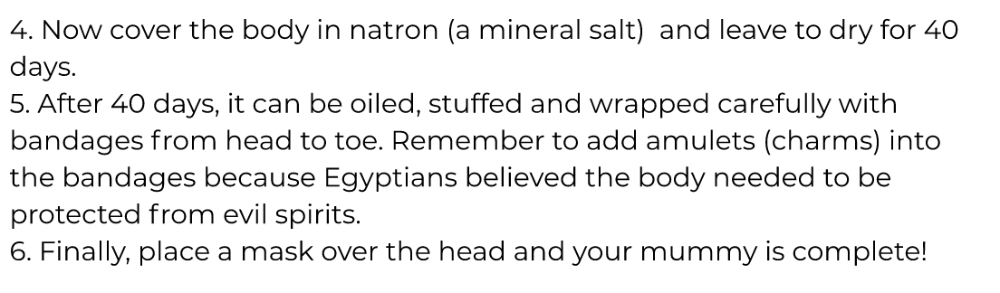 4. Now cover the body in natron (a mineral salt)  and leave to dry for 40
days.
5. After 40 days, it can be oiled, stuffed and wrapped carefully with
bandages from head to toe. Remember to add amulets (charms) into
the bandages because Egyptians believed the body needed to be
protected from evil spirits.
6. Finally, place a mask over the head and your mummy is complete!